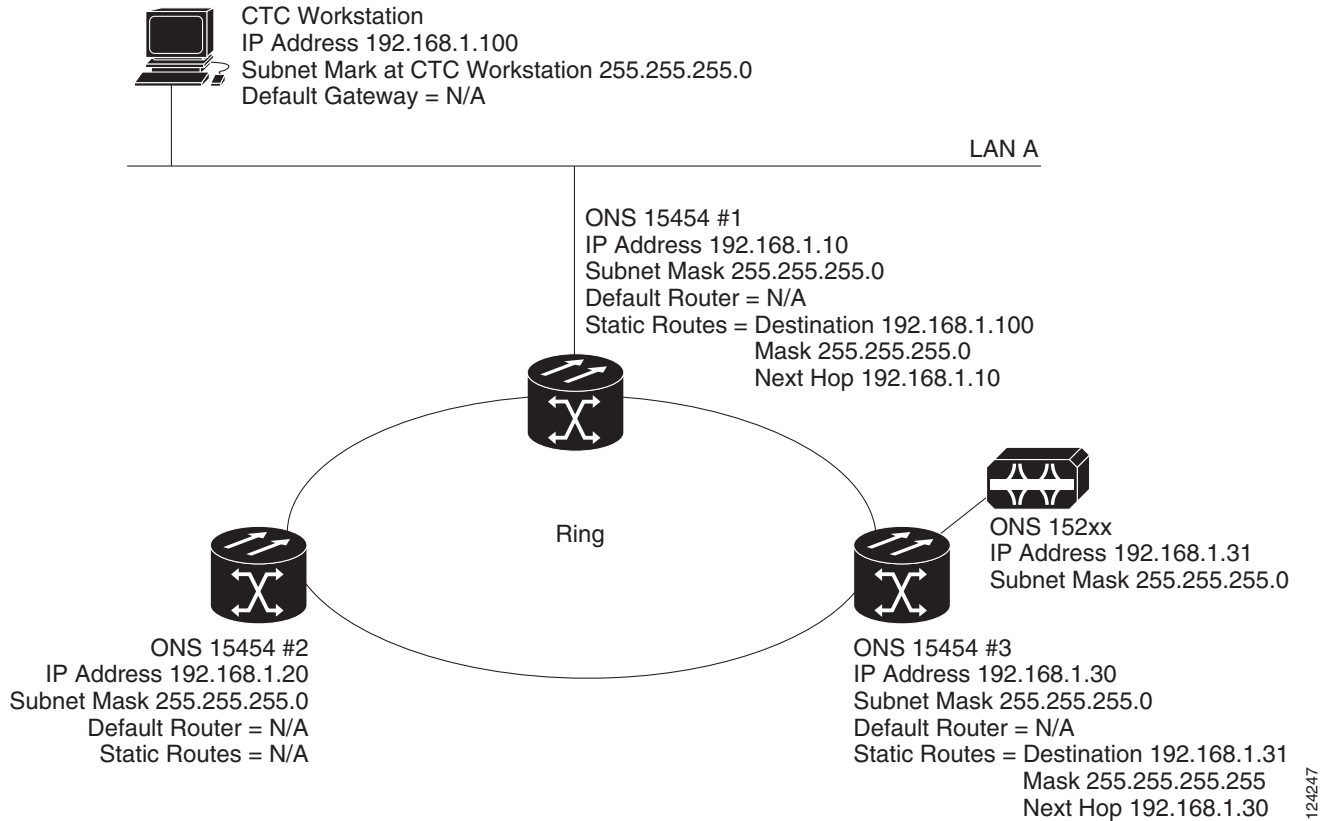 CTC Workstation
IP Address 192.168.1.100
Subnet Mark at CTC Workstation 255.255.255.0
Default Gateway = N/A
LAN A
ONS 15454 #1
IP Address 192.168.1.10
Subnet Mask 255.255.255.0
Default Router = N/A
Static Routes = Destination 192.168.1.100
Mask 255.255.255.0
Next Hop 192.168.1.10
Ring
ONS 152xx
IP Address 192.168.1.31
Subnet Mask 255.255.255.0
ONS 15454 #2
IP Address 192.168.1.20
Subnet Mask 255.255.255.0
Default Router = N/A
Static Routes = N/A
ONS 15454 #3
IP Address 192.168.1.30
Subnet Mask 255.255.255.0
Default Router = N/A
Static Routes = Destination 192.168.1.31
Mask 255.255.255.255
Next Hop 192.168.1.30
124247